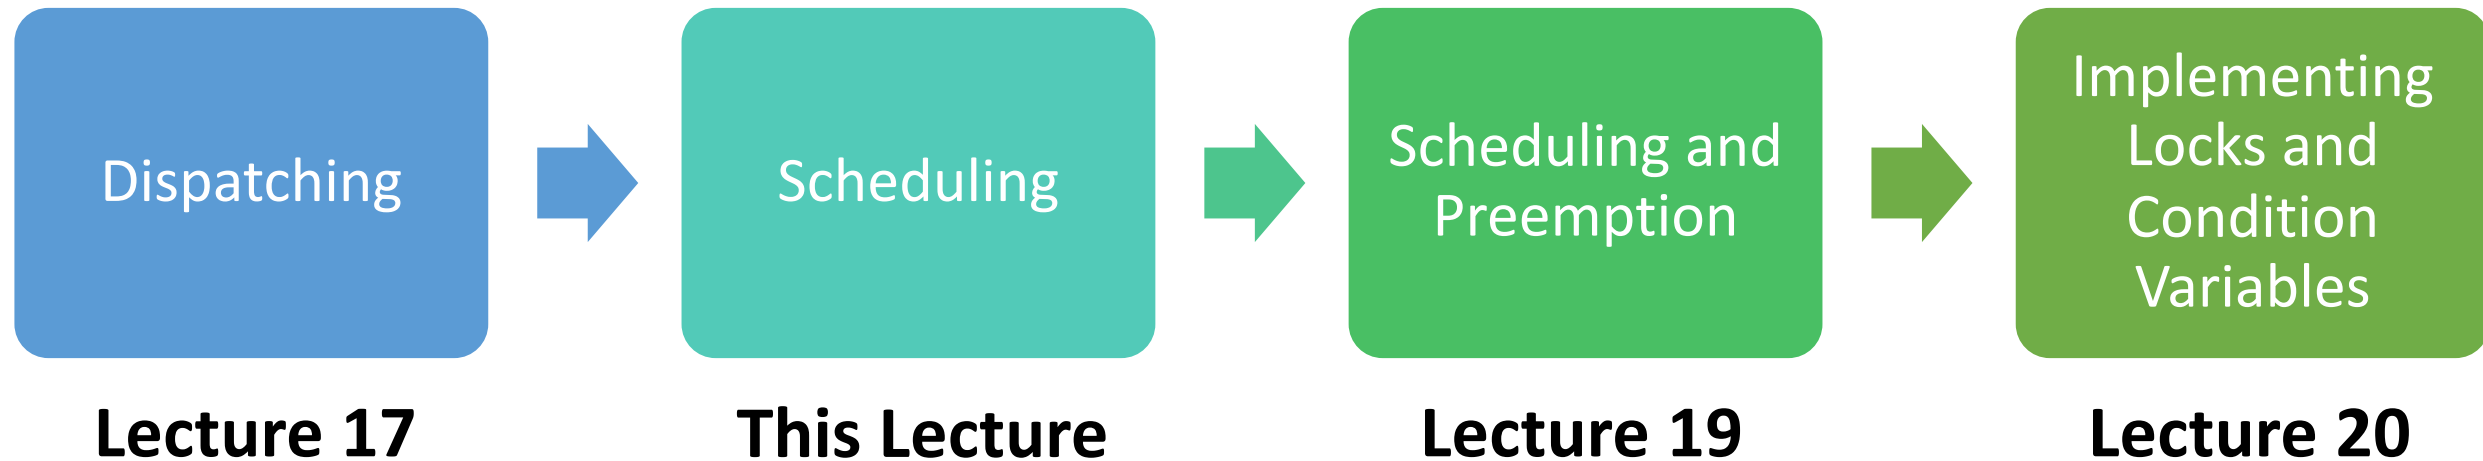 Dispatching
Scheduling
Scheduling and
Preemption
Implementing
Locks and
Condition
Variables
Lecture 17
This Lecture
Lecture 19
Lecture 20